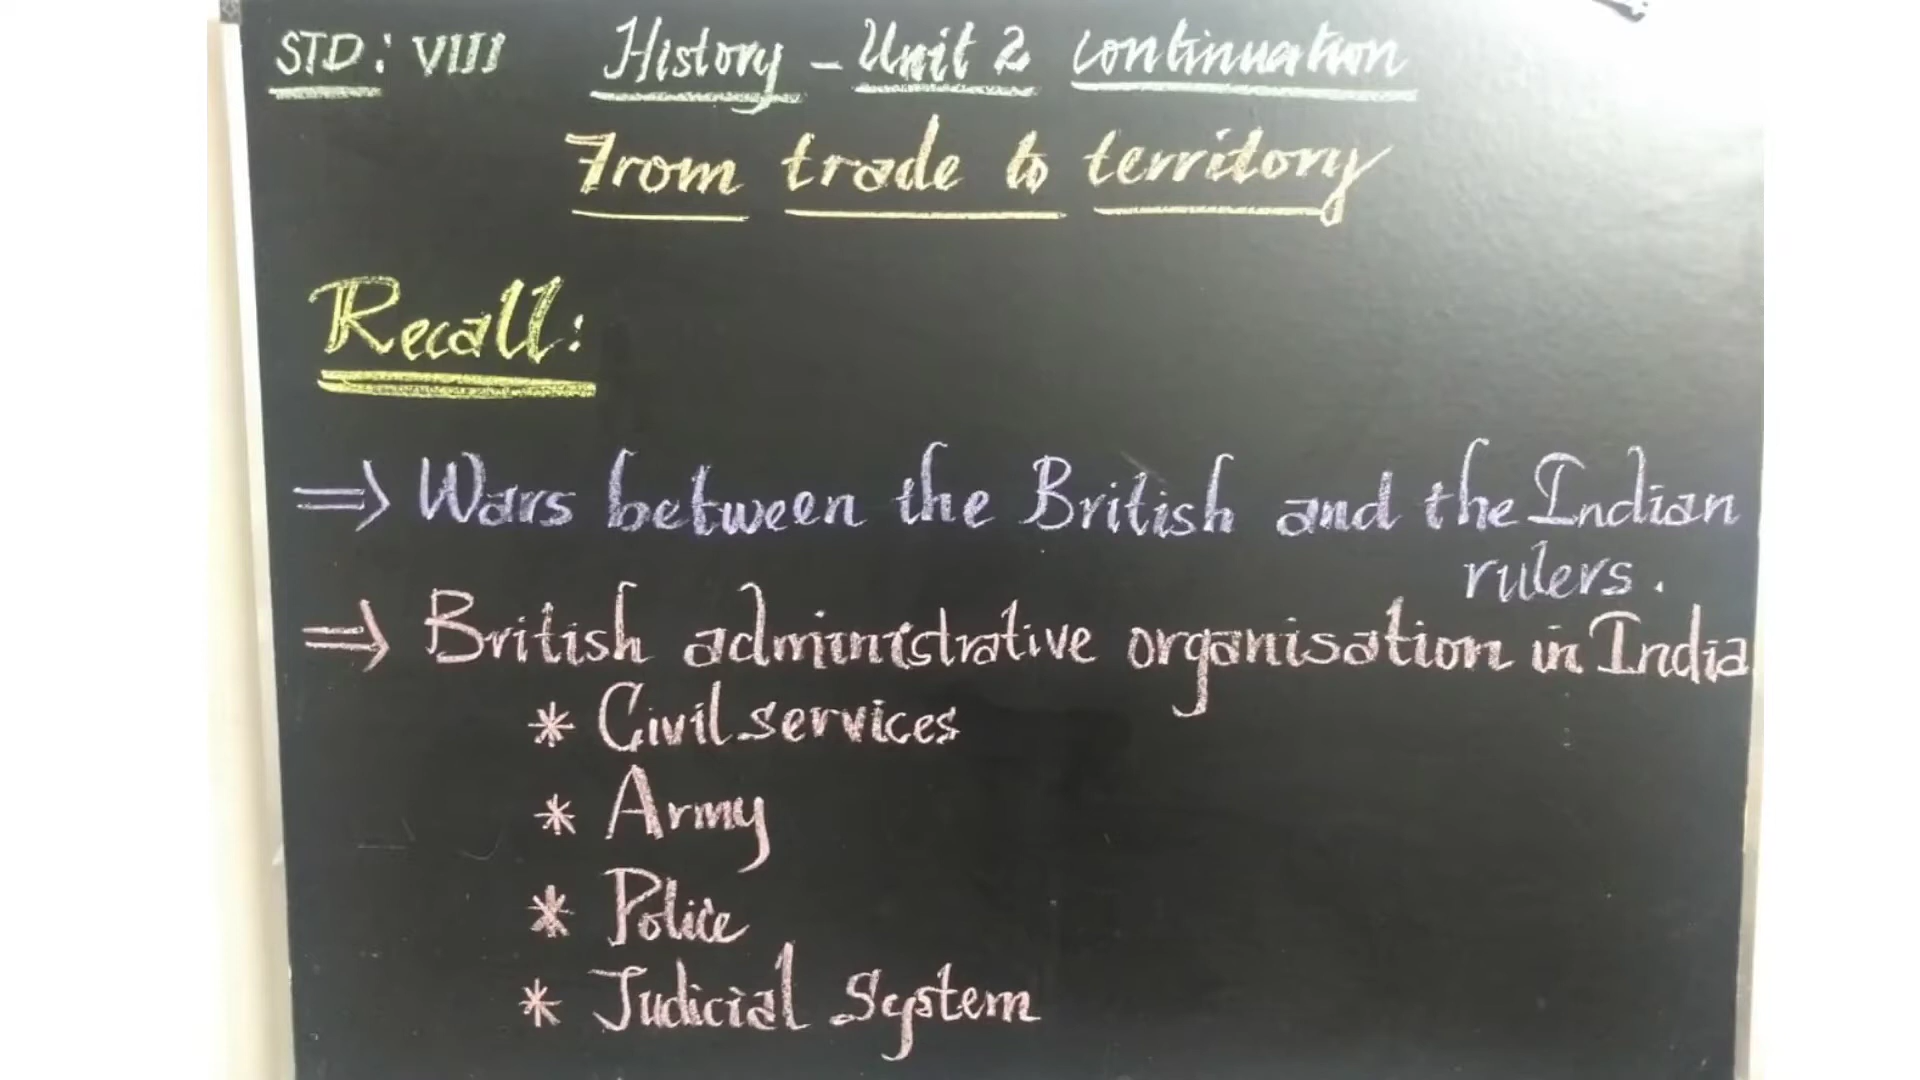 STD: VIII History - Unit 2 continuation
From trade to territory
Recall:
⇒ Wars between the British and the Indian
rulers.
⇒ British administrative organisation in India
* Civil services
* Army
* Police
* Judicial System